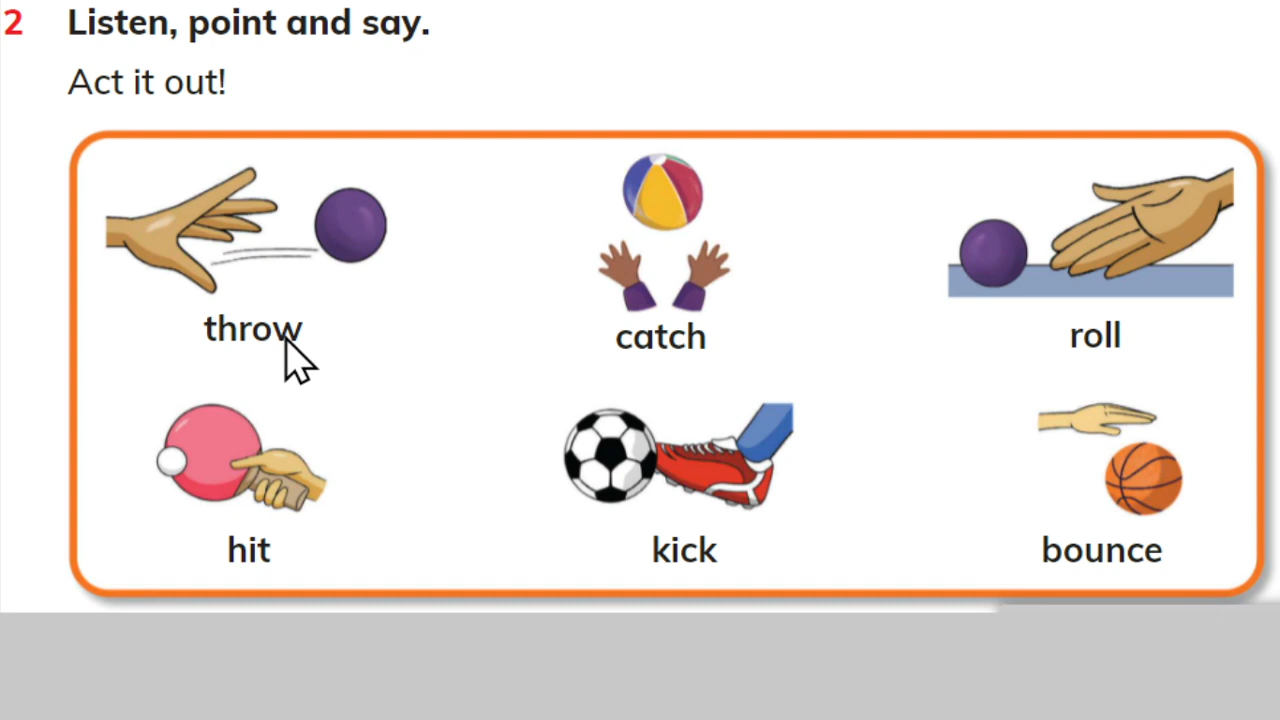 2 Listen, point and say.
Act it out!
throw
catch
roll
hit
kick
bounce